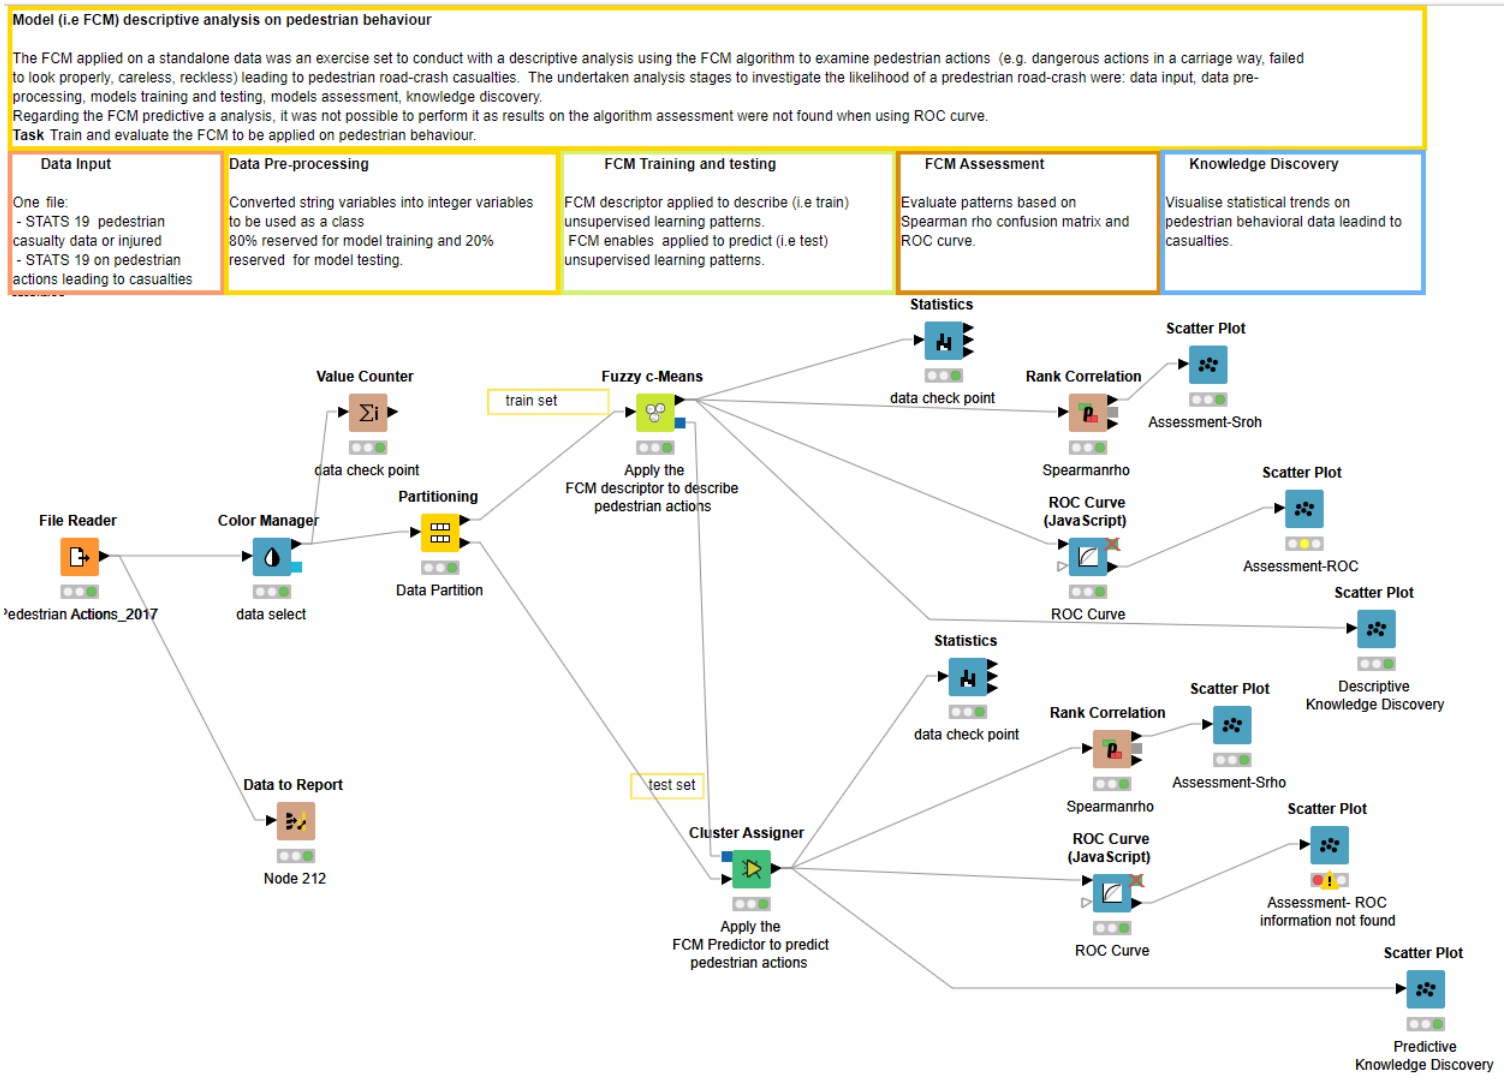 Model (i.e FCM) descriptive analysis on pedestrian behaviour
The FCM applied on a standalone data was an exercise set to conduct with a descriptive analysis using the FCM algorithm to examine pedestrian actions (e.g. dangerous actions in a carriage way, failed
to look properly, careless, reckless) leading to pedestrian road-crash casualties. The undertaken analysis stages to investigate the likelihood of a predestrian road-crash were: data input, data pre-
processing, models training and testing, models assessment, knowledge discovery.
Regarding the FCM predictive a analysis, it was not possible to perform it as results on the algorithm assessment were not found when using ROC curve.
Task Train and evaluate the FCM to be applied on pedestrian behaviour.
Data Input
One file:
- STATS 19 pedestrian
casualty data or injured
- STATS 19 on pedestrian
actions leading to casualties
Data Pre-processing
Converted string variables into integer variables
to be used as a class
80% reserved for model training and 20%
reserved for model testing.
FCM Training and testing
FCM descriptor applied to describe (i.e train)
unsupervised learning patterns.
FCM enables applied to predict (i.e test)
unsupervised learning patterns.
FCM Assessment
Evaluate patterns based on
Spearman rho confusion matrix and
ROC curve.
Knowledge Discovery
Visualise statistical trends on
pedestrian behavioral data leadind to
casualties.
Statistics
data check point
Scatter Plot
Assessment-Sroh
Value Counter
Σi
data check point
train set
Fuzzy c-Means
Apply the
FCM descriptor to describe
pedestrian actions
Rank Correlation
ρ
Spearmanrho
Scatter Plot
Assessment-ROC
Partitioning
Data Partition
ROC Curve
(JavaScript)
ROC Curve
File Reader
Pedestrian Actions_2017
Color Manager
data select
Scatter Plot
Descriptive
Knowledge Discovery
Statistics
data check point
Scatter Plot
Assessment-Srho
Rank Correlation
ρ
Spearmanrho
Data to Report
Node 212
test set
Cluster Assigner
Apply the
FCM Predictor to predict
pedestrian actions
ROC Curve
(JavaScript)
ROC Curve
Scatter Plot
Assessment- ROC
information not found
Scatter Plot
Predictive
Knowledge Discovery